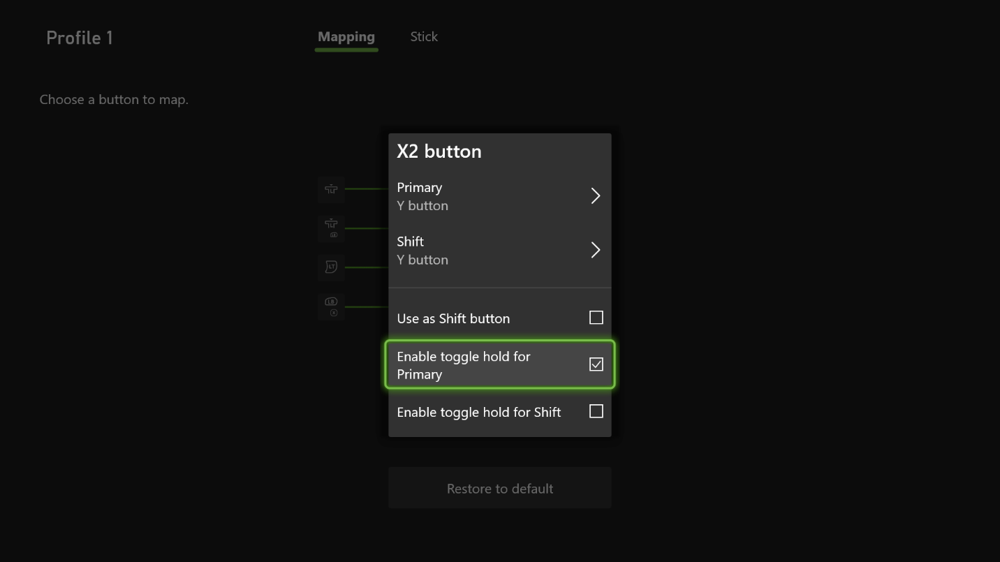 Profile 1
Mapping
Stick
Choose a button to map.
X2 button
Primary
Y button
Shift
Y button
Use as Shift button
Enable toggle hold for
Primary
Enable toggle hold for Shift
LT
LB
Restore to default